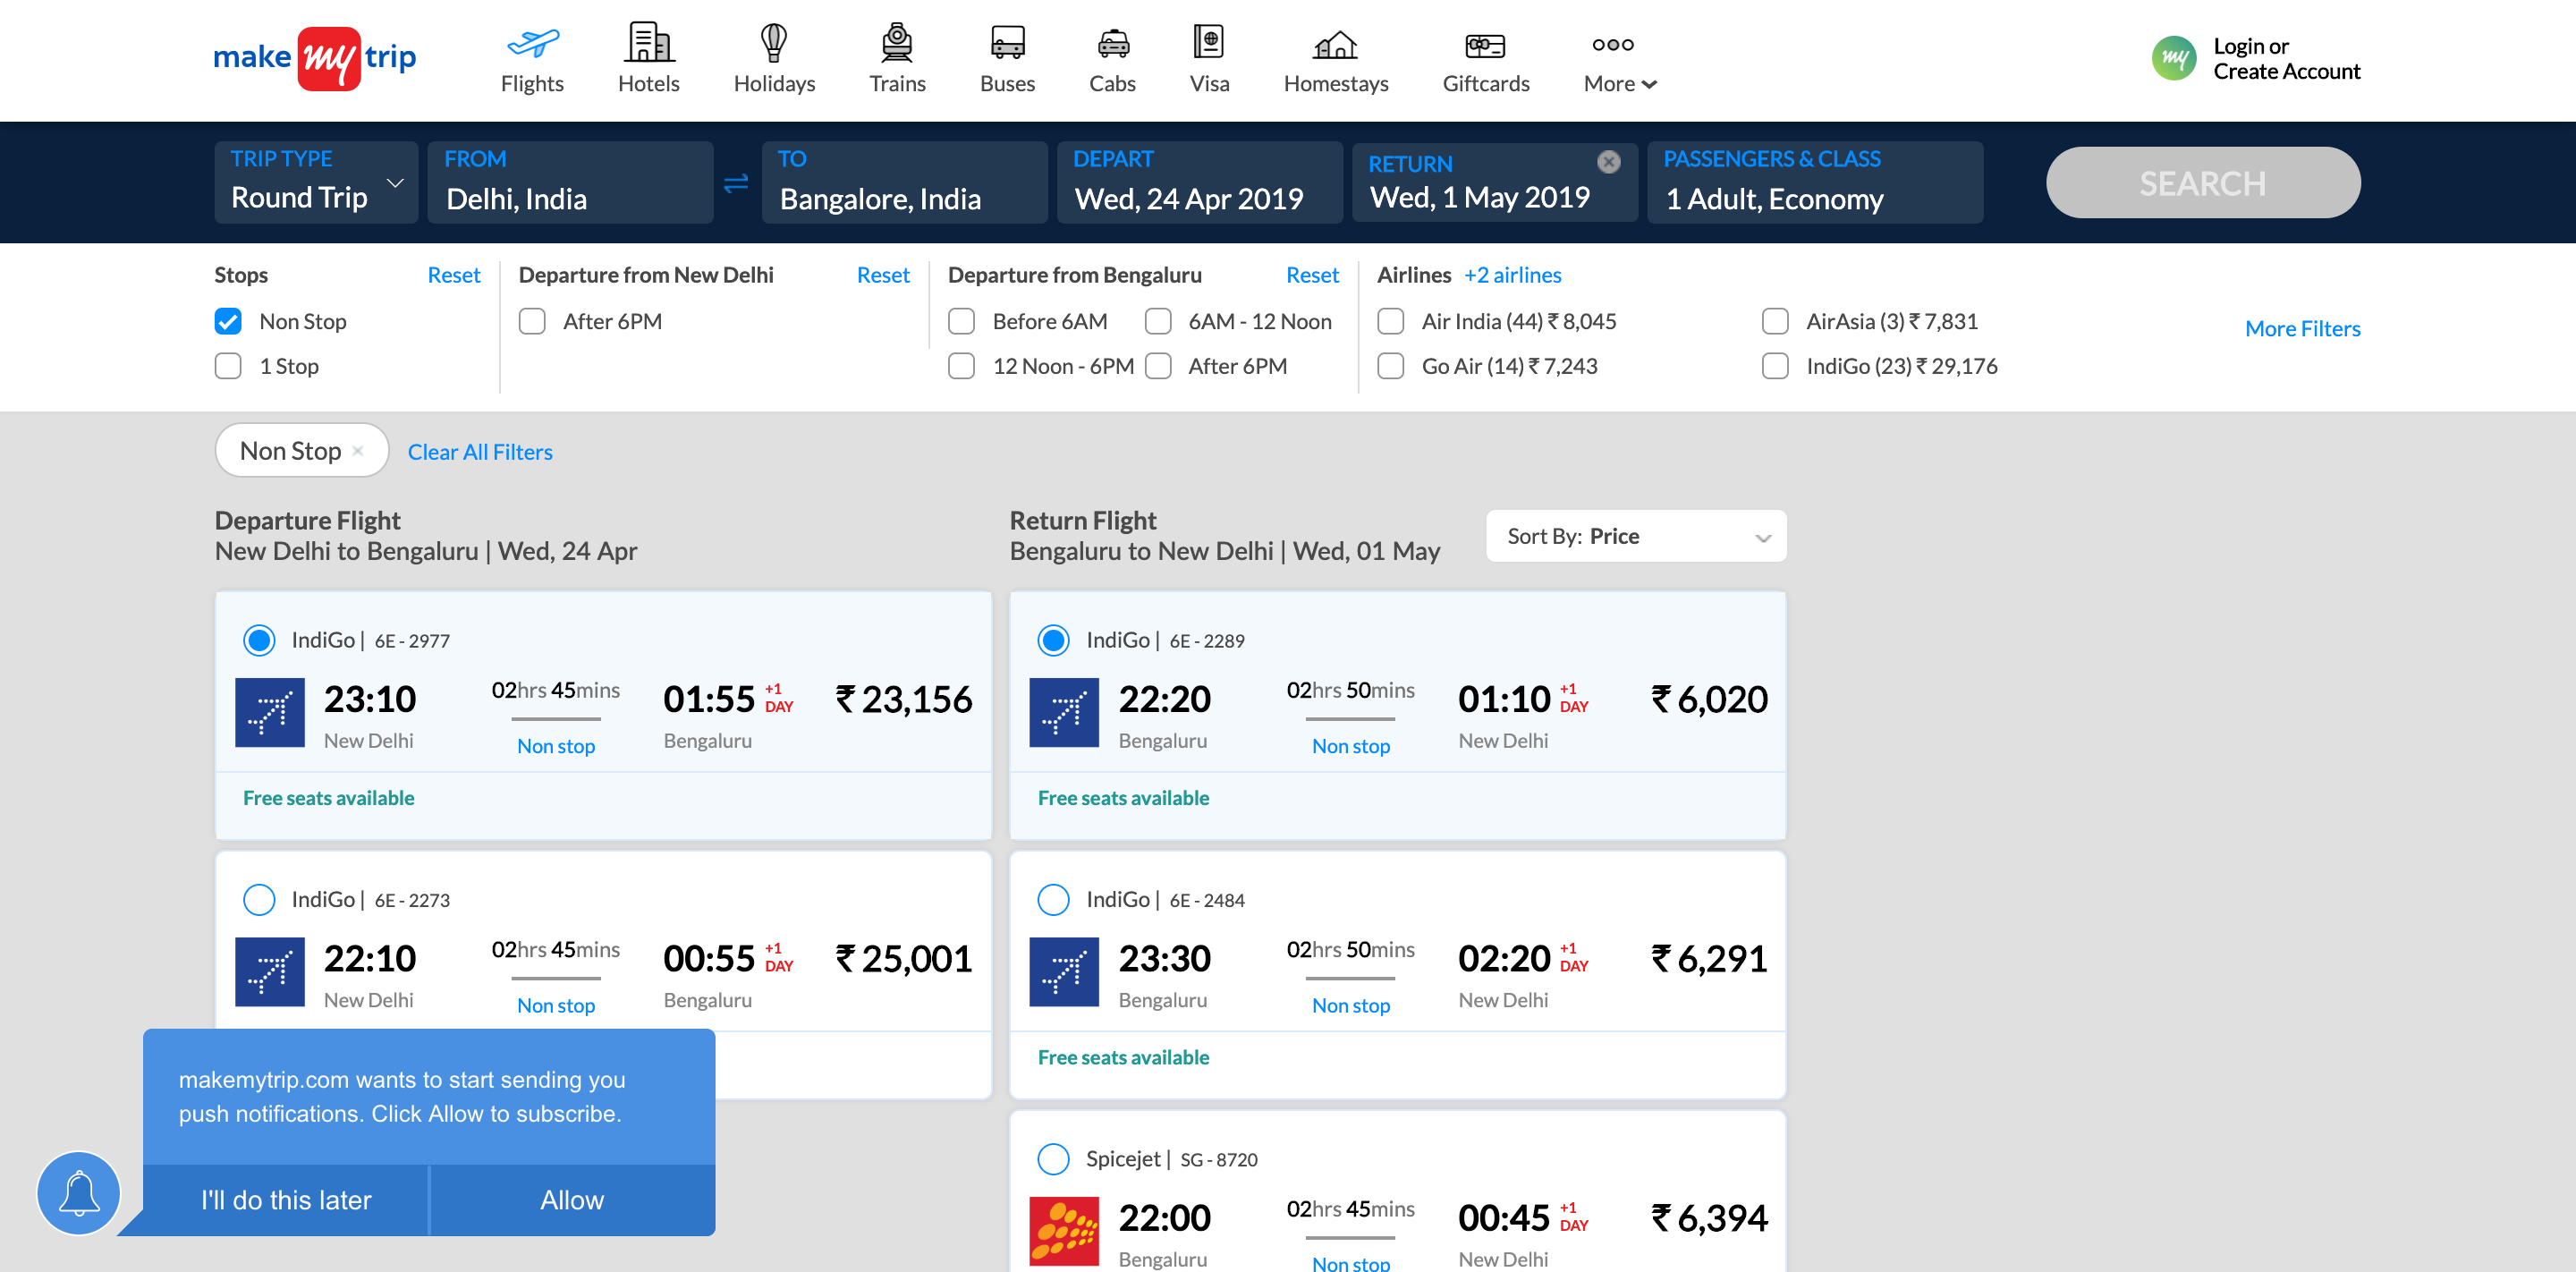 make my trip
Flights
Hotels
Holidays
Trains
Buses
Cabs
Visa
Homestays
Giftcards
More
my
Login or
Create Account
TRIP TYPE
Round Trip
FROM
Delhi, India
TO
Bangalore, India
DEPART
Wed, 24 Apr 2019
RETURN
Wed, 1 May 2019
PASSENGERS & CLASS
1 Adult, Economy
SEARCH
Stops
Reset
Non Stop
1 Stop
Departure from New Delhi
Reset
After 6PM
Departure from Bengaluru
Reset
Before 6AM
6AM - 12 Noon
12 Noon - 6PM
After 6PM
Airlines +2 airlines
Air India (44) ₹ 8,045
AirAsia (3) ₹ 7,831
Go Air (14) ₹ 7,243
IndiGo (23) ₹ 29,176
More Filters
Non Stop ×
Clear All Filters
Departure Flight
New Delhi to Bengaluru | Wed, 24 Apr
IndiGo | 6E - 2977
23:10
New Delhi
02hrs 45mins
Non stop
01:55 +1 DAY
Bengaluru
₹ 23,156
Free seats available
IndiGo | 6E - 2273
22:10
New Delhi
02hrs 45mins
Non stop
00:55 +1 DAY
Bengaluru
₹ 25,001
Return Flight
Bengaluru to New Delhi | Wed, 01 May
Sort By: Price
IndiGo | 6E - 2289
22:20
Bengaluru
02hrs 50mins
Non stop
01:10 +1 DAY
New Delhi
₹ 6,020
Free seats available
IndiGo | 6E - 2484
23:30
Bengaluru
02hrs 50mins
Non stop
02:20 +1 DAY
New Delhi
₹ 6,291
Free seats available
Spicejet | SG - 8720
22:00
Bengaluru
02hrs 45mins
Non stop
00:45 +1 DAY
New Delhi
₹ 6,394
makemytrip.com wants to start sending you
push notifications. Click Allow to subscribe.
I'll do this later
Allow